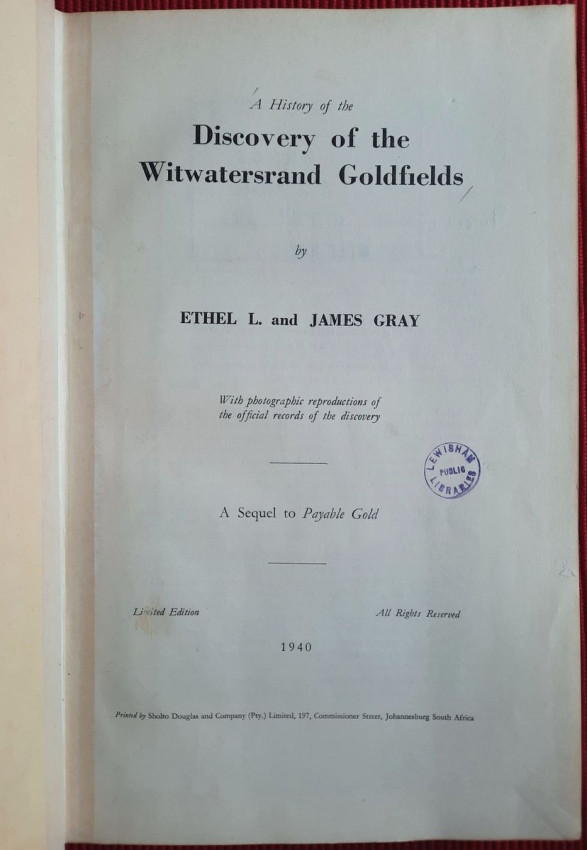 A History of the
Discovery of the
Witwatersrand Goldfields
by
ETHEL L. and JAMES GRAY
With photographic reproductions of
the official records of the discovery
LEWISHAM
PUBLIC
LIBRARIES
A Sequel to Payable Gold
Limited Edition
All Rights Reserved
1940
Printed by Sholto Douglas and Company (Pty.) Limited, 197, Commissioner Street, Johannesburg South Africa